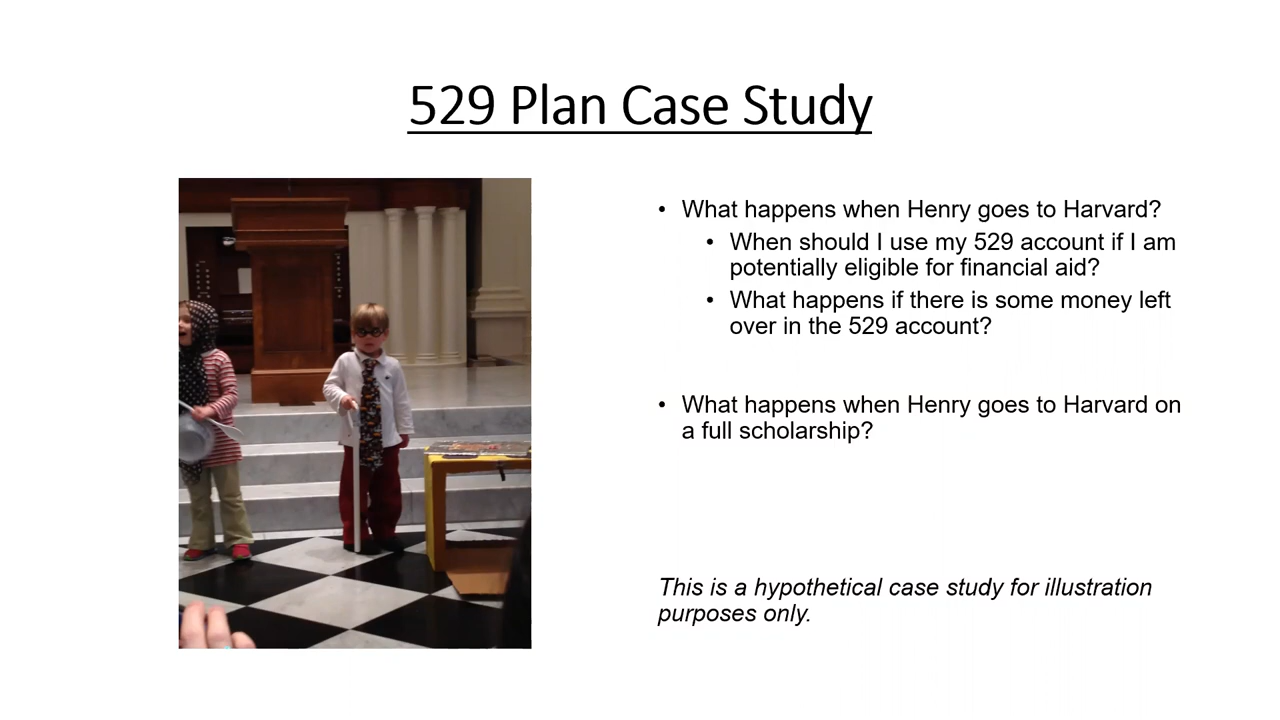 529 Plan Case Study
• What happens when Henry goes to Harvard?
• When should I use my 529 account if I am
potentially eligible for financial aid?
• What happens if there is some money left
over in the 529 account?
• What happens when Henry goes to Harvard on
a full scholarship?
This is a hypothetical case study for illustration
purposes only.